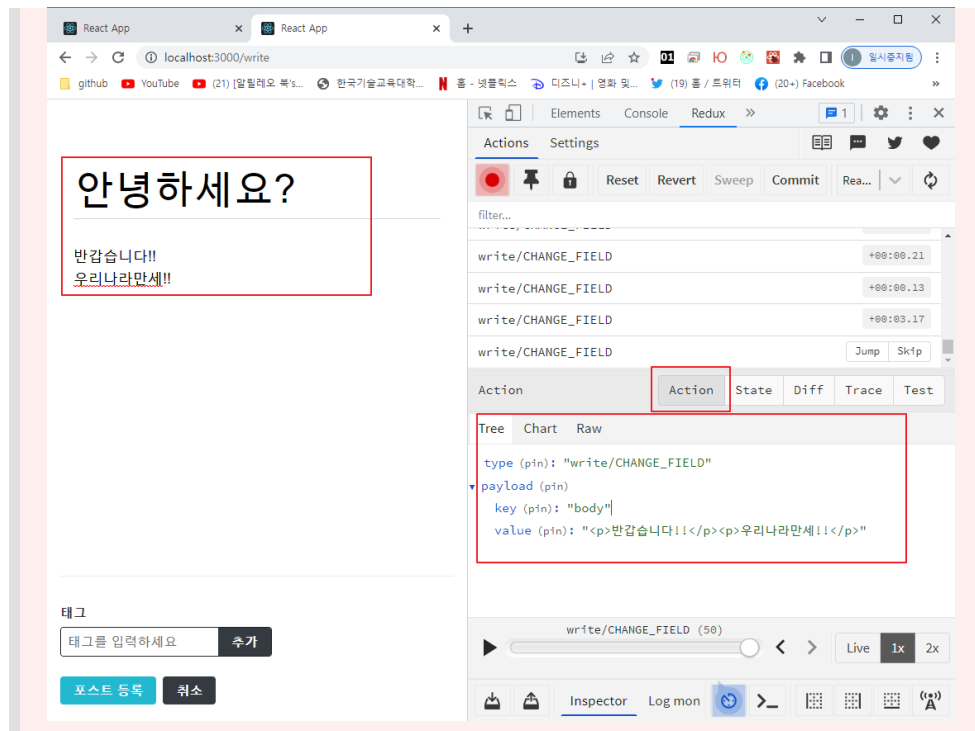 React App
React App
localhost:3000/write
01
IO
I 일시중지됨
github
YouTube
(21) [알릴레오 북's...
한국기술교육대학...
홈 - 넷플릭스
디즈니+ | 영화 및...
(19) 홈 / 트위터
(20+) Facebook
»
Elements Console Redux » 1
Actions Settings
Reset Revert Sweep Commit Rea...
filter...
write/CHANGE_FIELD
write/CHANGE_FIELD +00:00.21
write/CHANGE_FIELD +00:00.13
write/CHANGE_FIELD +00:03.17
write/CHANGE_FIELD Jump Skip
Action Action State Diff Trace Test
Tree Chart Raw
type (pin): "write/CHANGE_FIELD"
payload (pin)
key (pin): "body"
value (pin): "<p>반갑습니다!!</p><p>우리나라만세!!</p>"
write/CHANGE_FIELD (50)
Live 1x 2x
Inspector Log mon
안녕하세요?
반갑습니다!!
우리나라만세!!
태그
태그를 입력하세요 추가
포스트 등록 취소